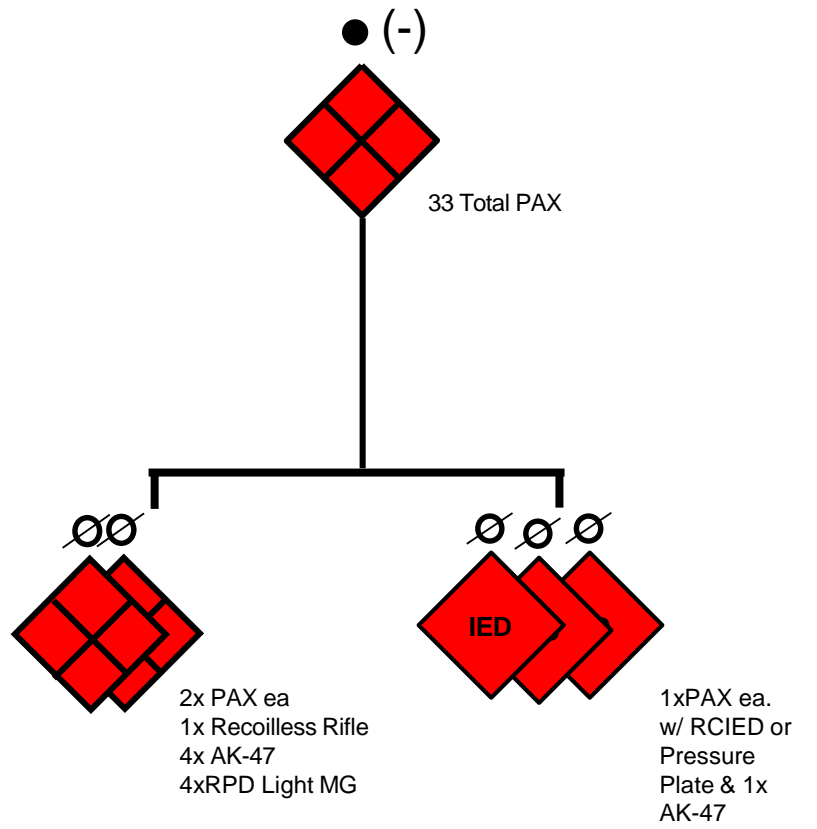 (-)
33 Total PAX
IED
2x PAX ea
1x Recoilless Rifle
4x AK-47
4xRPD Light MG
1xPAX ea.
w/ RCIED or
Pressure
Plate & 1x
AK-47